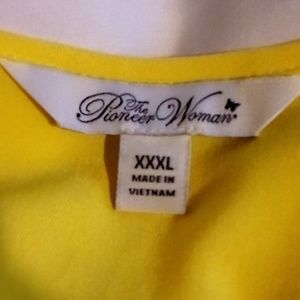 The
Pioneer Woman
XXXL
MADE IN
VIETNAM